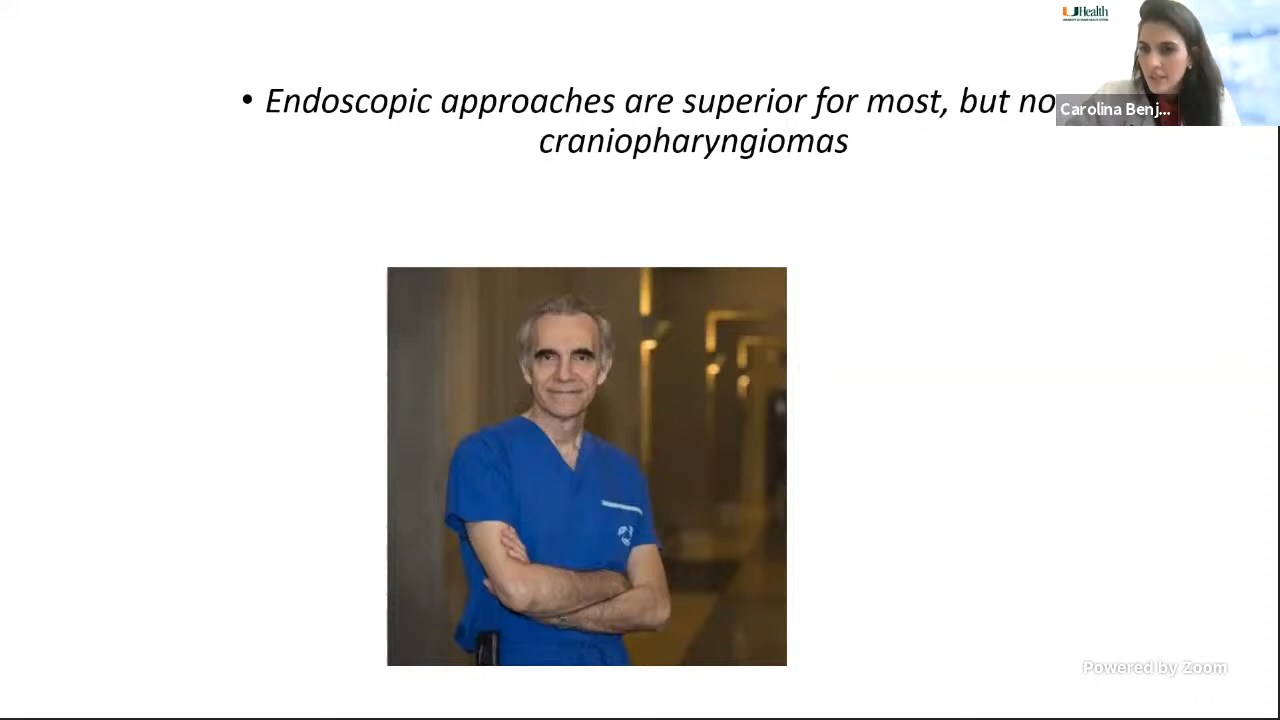 UHealth
• Endoscopic approaches are superior for most, but no
craniopharyngiomas
Carolina Benj...
Powered by Zoom